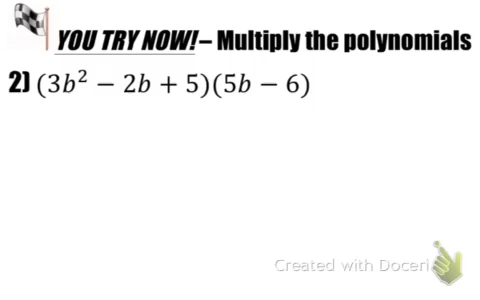 YOU TRY NOW!– Multiply the polynomials
2) (3b² − 2b + 5)(5b − 6)
Created with Doceri